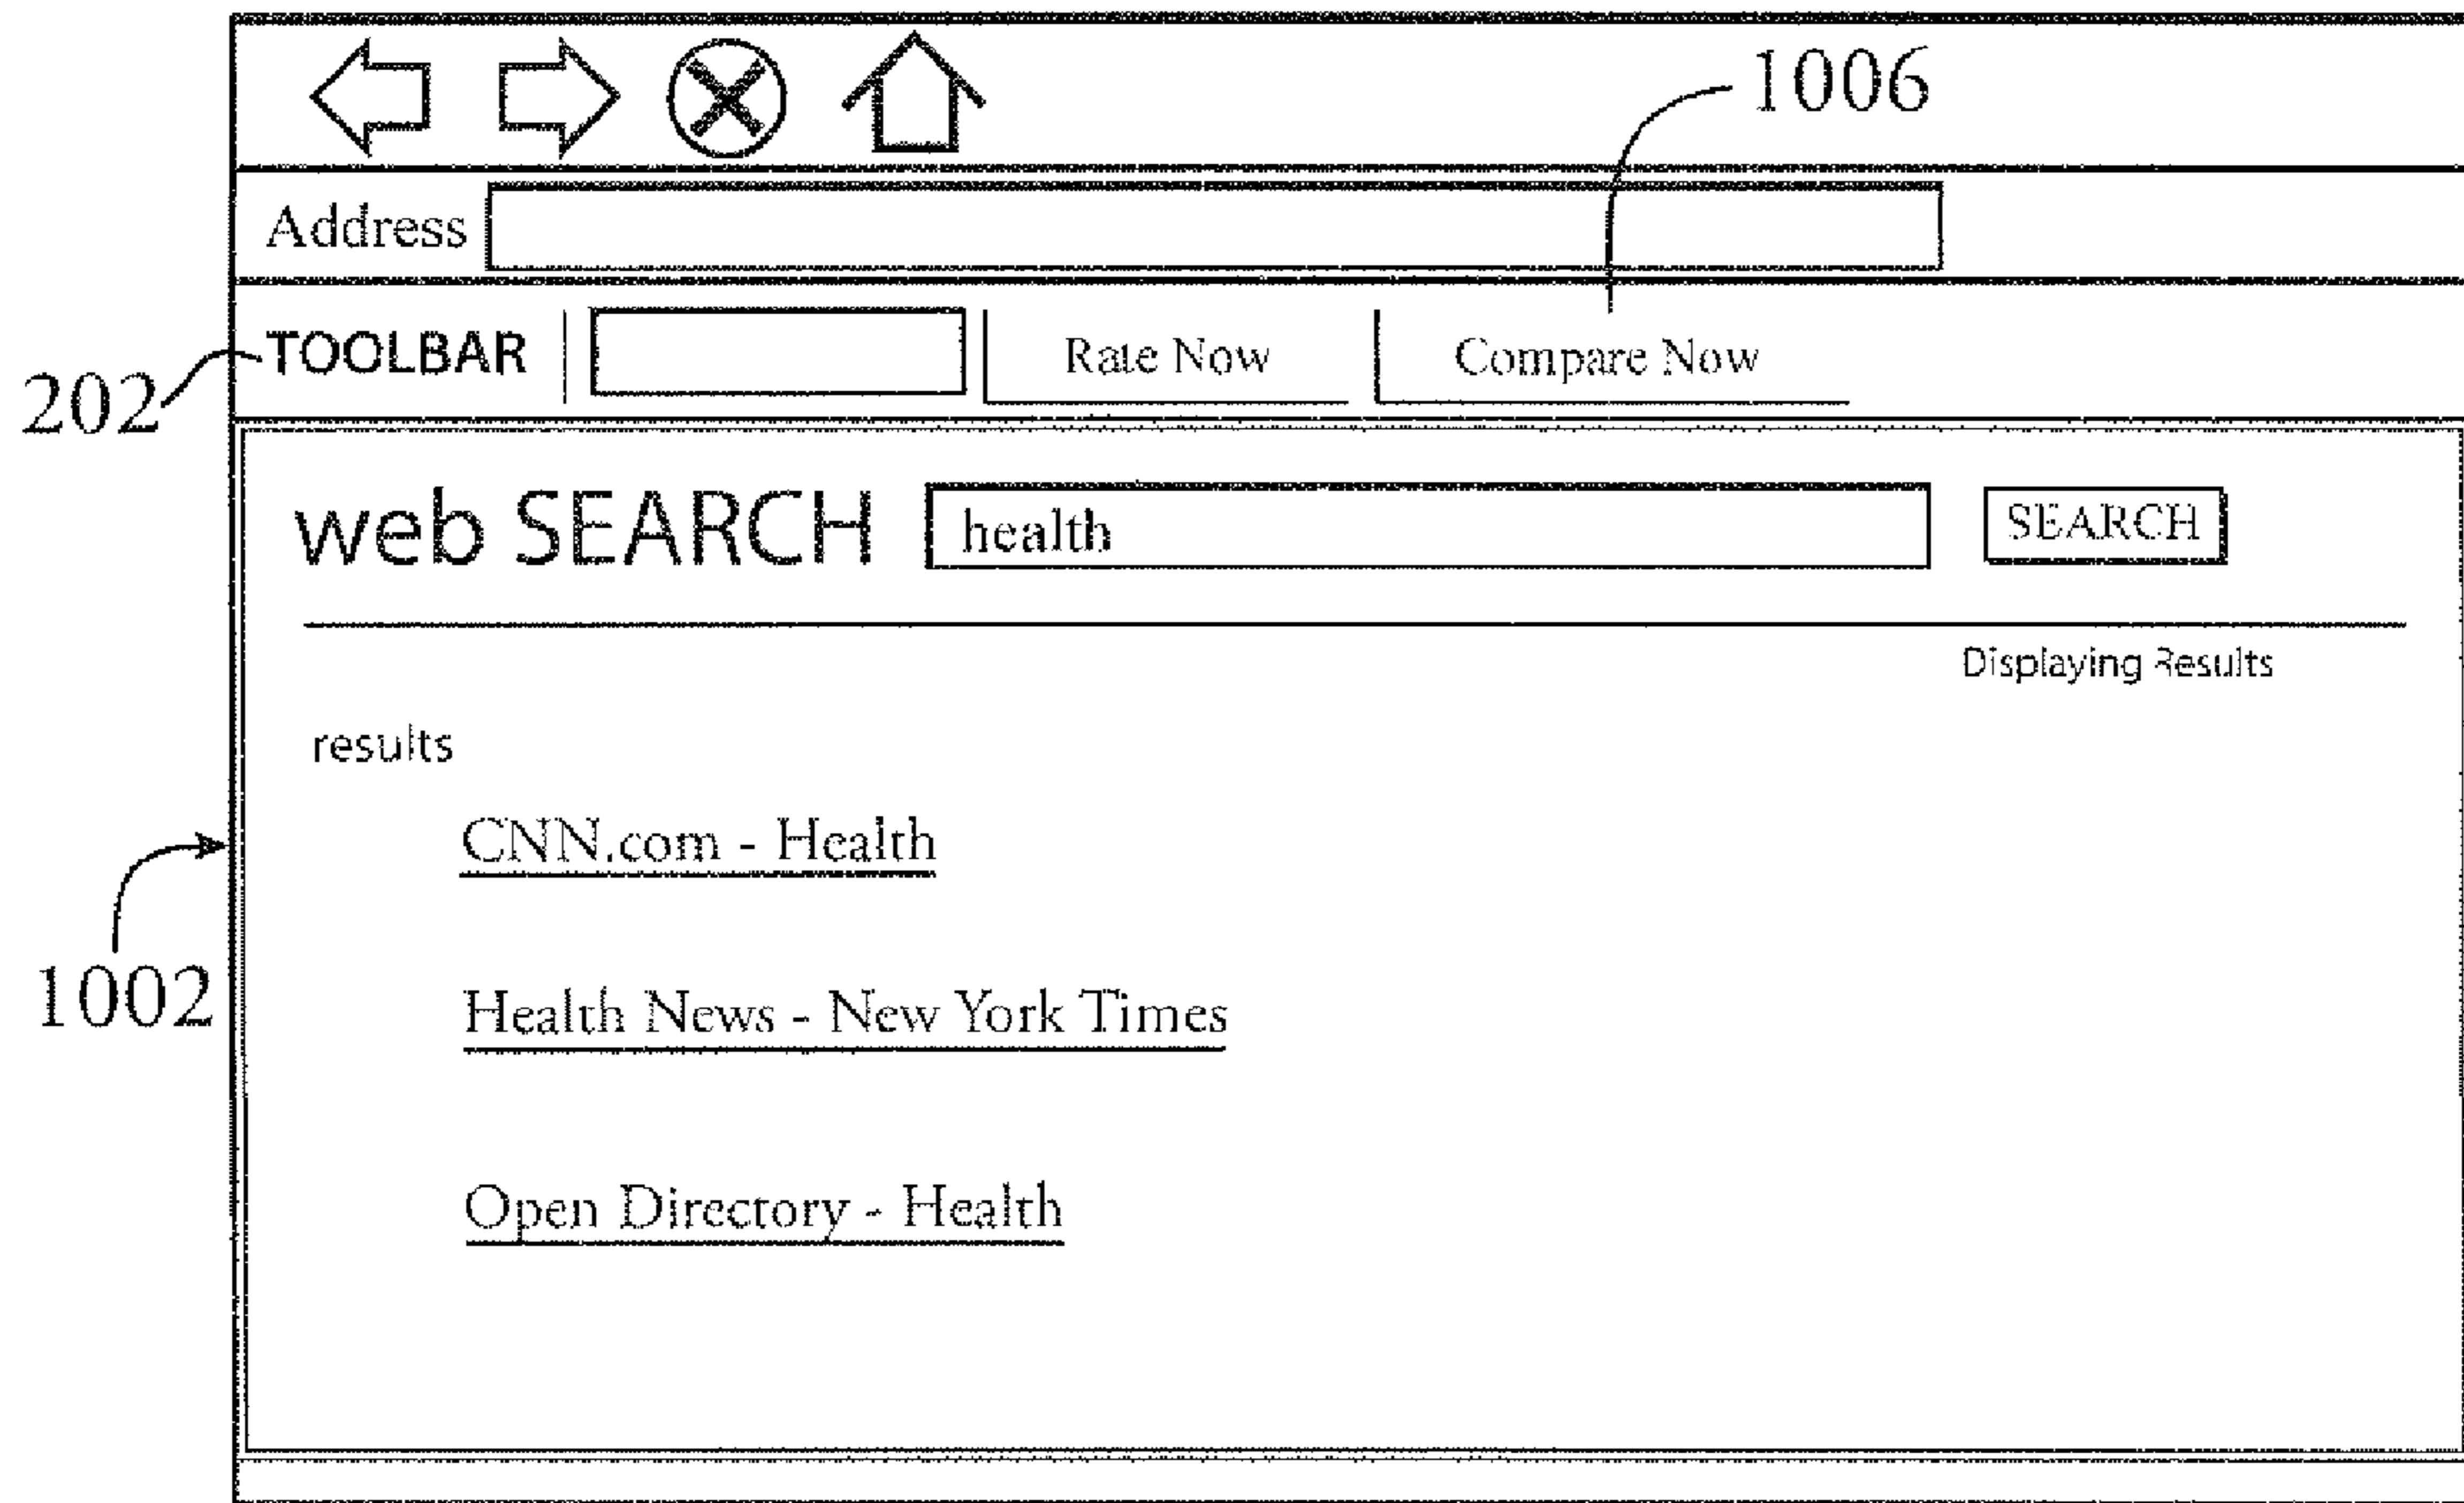 1006
Address
202
TOOLBAR Rate Now Compare Now
web SEARCH health SEARCH
Displaying Results
results
CNN.com - Health
1002
Health News - New York Times
Open Directory - Health